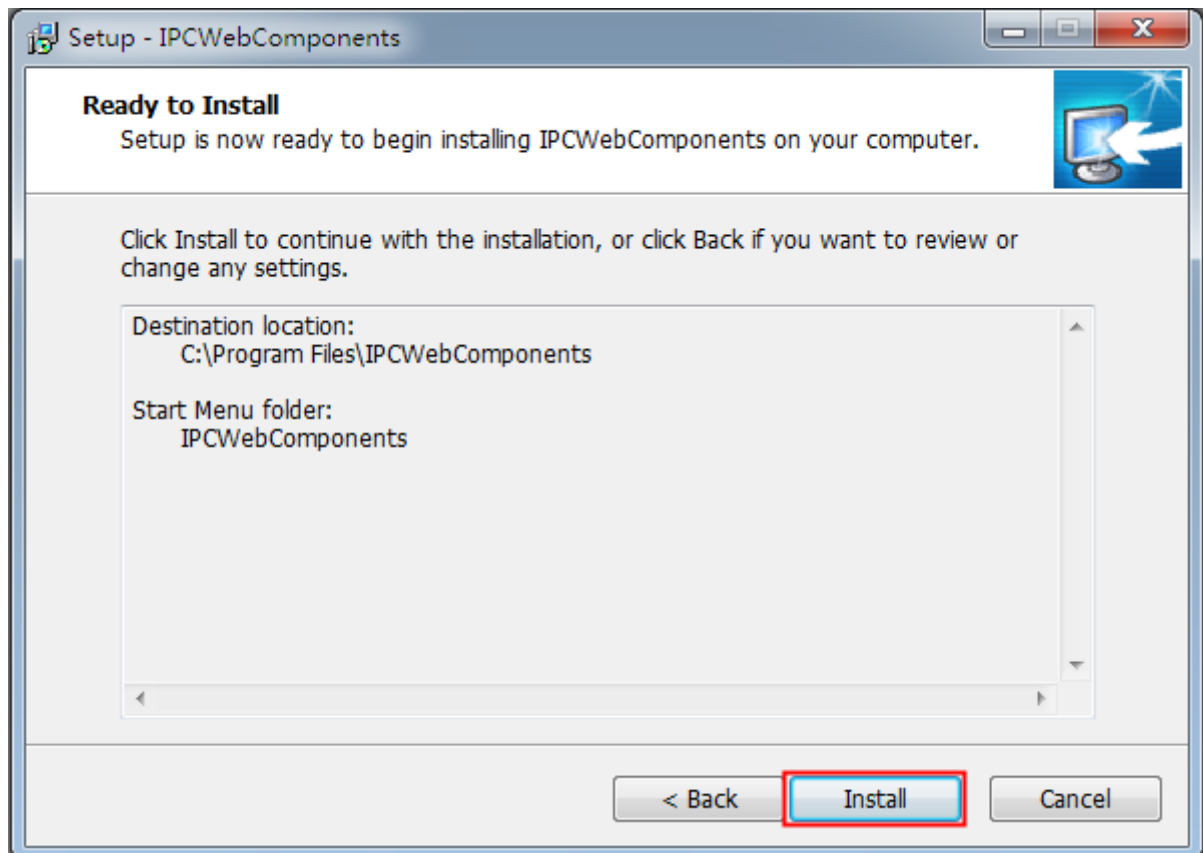 Setup - IPCWebComponents
Ready to Install
Setup is now ready to begin installing IPCWebComponents on your computer.
Click Install to continue with the installation, or click Back if you want to review or
change any settings.
Destination location:
C:\Program Files\IPCWebComponents
Start Menu folder:
IPCWebComponents
< Back Install Cancel